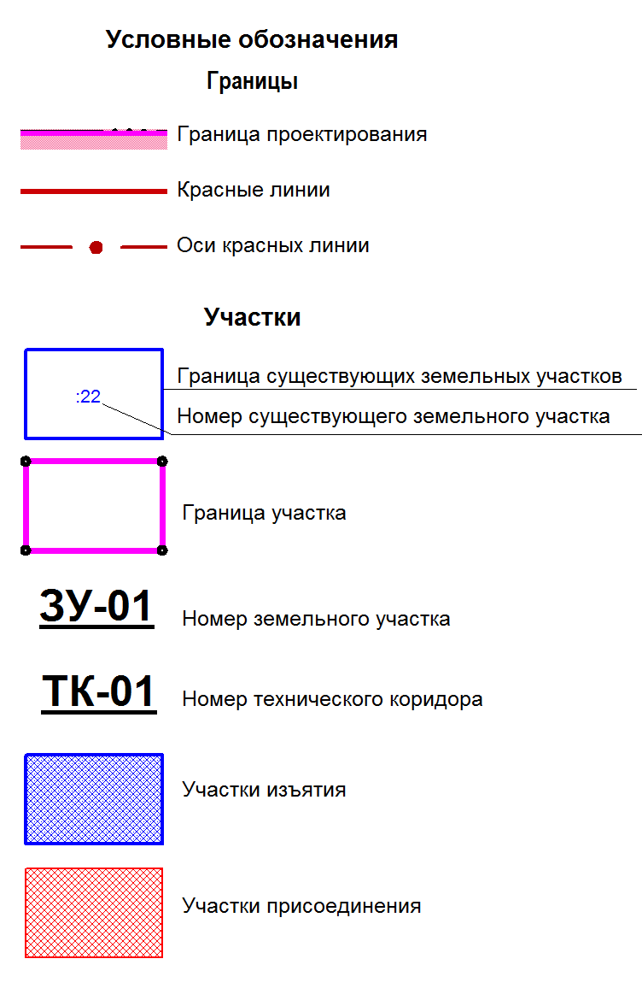 Условные обозначения
Границы
Граница проектирования
Красные линии
Оси красных линии
Участки
Граница существующих земельных участков
:22
Номер существующего земельного участка
Граница участка
ЗУ-01
Номер земельного участка
ТК-01
Номер технического коридора
Участки изъятия
Участки присоединения